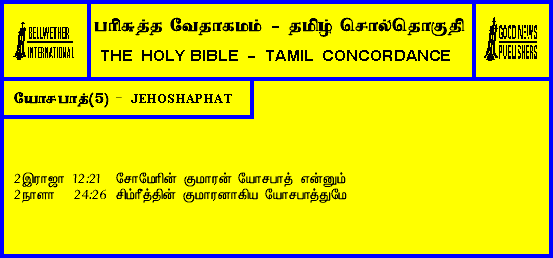 BELLWETHER
INTERNATIONAL
பரிசுத்த வேதாகமம் - தமிழ் சொல்தொகுதி
THE HOLY BIBLE - TAMIL CONCORDANCE
GOOD NEWS
PUBLISHERS
யோசபாத்(5) - JEHOSHAPHAT
2இராஜா 12:21 சோமேரின் குமாரன் யோசபாத் என்னும்
2நாளா 24:26 சிம்ரீத்தின் குமாரனாகிய யோசபாத்துமே